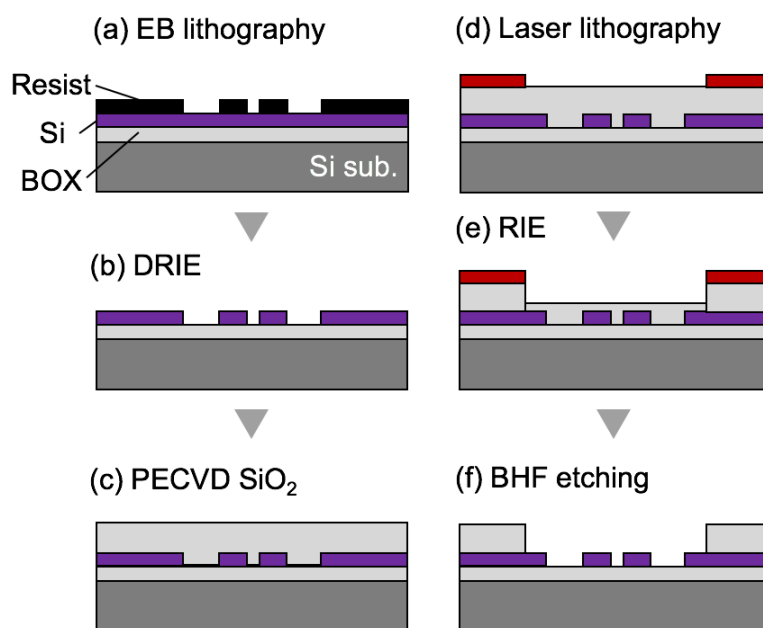 (a) EB lithography
Resist
Si
BOX
Si sub.
(b) DRIE
(c) PECVD SiO₂
(d) Laser lithography
(e) RIE
(f) BHF etching